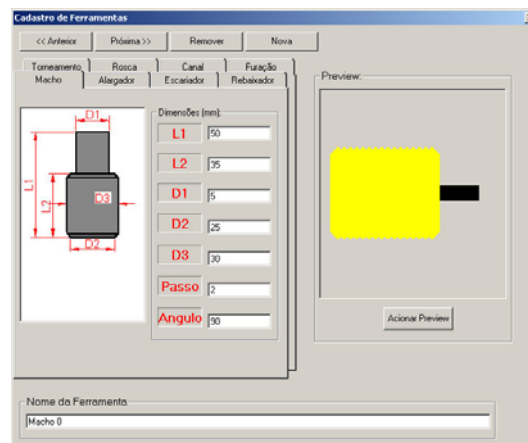 Cadastro de Ferramentas
<< Anterior Próxima >> Remover Nova
Torneamento Rosca Canal Furação
Macho Alargador Escariador Rebaixador
Preview:
Dimensões (mm):
D1
L1
L2
D3
D2
L1 50
L2 35
D1 5
D2 25
D3 30
Passo 2
Angulo 90
Acionar Preview
Nome da Ferramenta
Macho 0